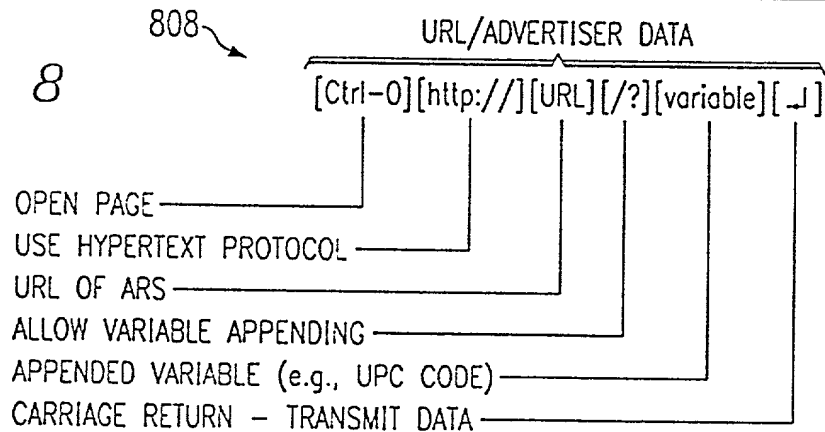 808
URL/ADVERTISER DATA
8
[Ctrl-O][http://][URL][/?][variable][↵]
OPEN PAGE
USE HYPERTEXT PROTOCOL
URL OF ARS
ALLOW VARIABLE APPENDING
APPENDED VARIABLE (e.g., UPC CODE)
CARRIAGE RETURN – TRANSMIT DATA